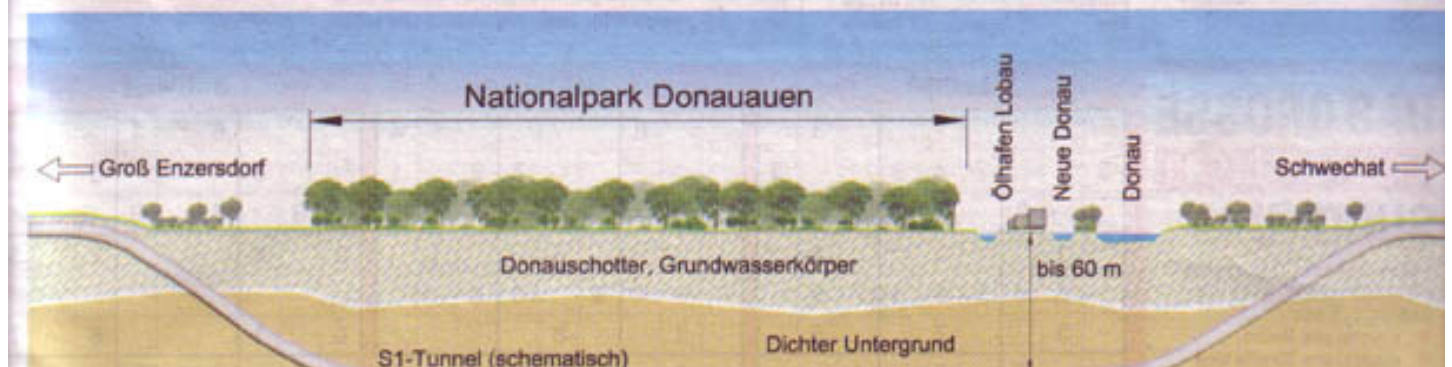 Nationalpark Donauauen
Ölhafen Lobau
Neue Donau
Donau
Groß Enzersdorf
Schwechat
Donauschotter, Grundwasserkörper
bis 60 m
S1-Tunnel (schematisch)
Dichter Untergrund